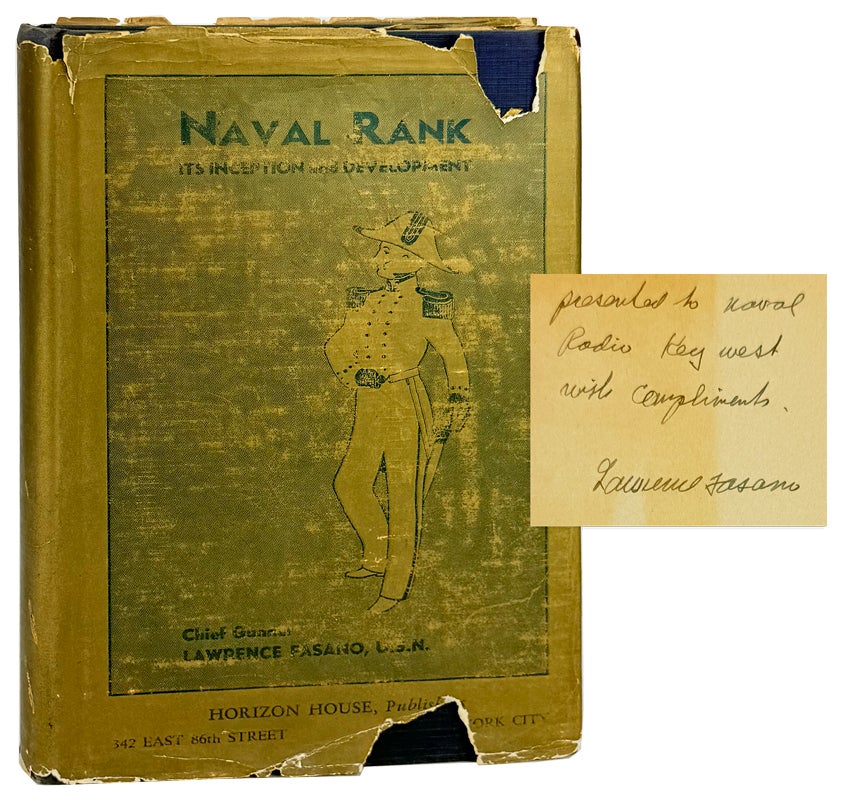 NAVAL RANK
ITS INCEPTION and DEVELOPMENT
Chief Gunner
LAWRENCE FASANO, U.S.N.
HORIZON HOUSE, Publish
342 EAST 86th STREET ORK CITY
presented to naval
Radio Key west
with Compliments.
Lawrence Fasano